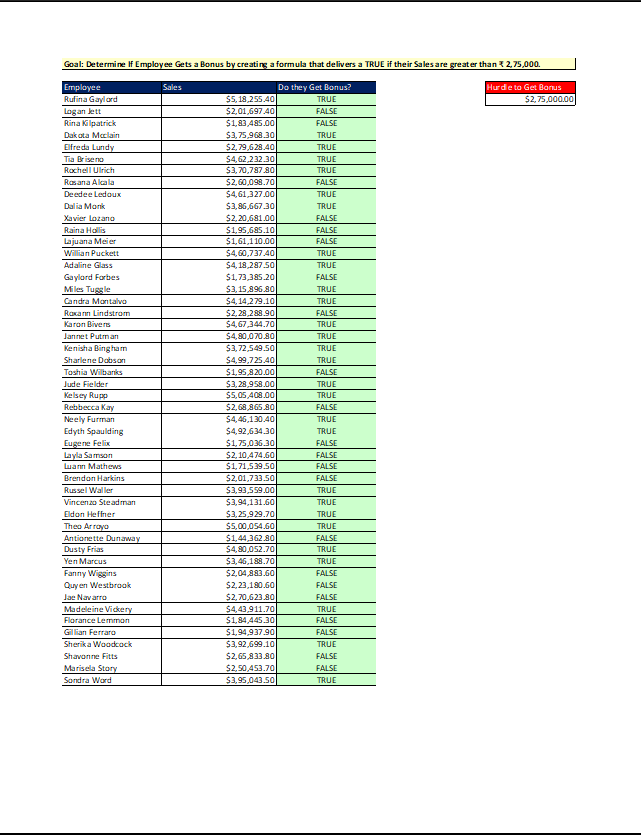 Goal: Determine If Employee Gets a Bonus by creating a formula that delivers a TRUE if their Sales are greater than ₹ 2,75,000.
Employee Sales Do they Get Bonus? Hurdle to Get Bonus
Rufina Gaylord $5,18,255.40 TRUE $2,75,000.00
Logan Jett $2,01,697.40 FALSE
Rina Kilpatrick $1,83,485.00 FALSE
Dakota Mcclain $3,75,968.30 TRUE
Elfreda Lundy $2,79,628.40 TRUE
Tia Briseno $4,62,232.30 TRUE
Rochell Ulrich $3,70,787.80 TRUE
Rosana Alcala $2,60,098.70 FALSE
Deedee Ledoux $4,61,327.00 TRUE
Dalia Monk $3,86,667.30 TRUE
Xavier Lozano $2,20,681.00 FALSE
Raina Hollis $1,95,685.10 FALSE
Lajuana Meier $1,61,110.00 FALSE
Willian Puckett $4,60,737.40 TRUE
Adaline Glass $4,18,287.50 TRUE
Gaylord Forbes $1,73,385.20 FALSE
Miles Tuggle $3,15,896.80 TRUE
Candra Montalvo $4,14,279.10 TRUE
Roxann Lindstrom $2,28,288.90 FALSE
Karon Bivens $4,67,344.70 TRUE
Jannet Putman $4,80,070.80 TRUE
Kenisha Bingham $3,72,549.50 TRUE
Sharlene Dobson $4,99,725.40 TRUE
Toshia Wilbanks $1,95,820.00 FALSE
Jude Fielder $3,28,958.00 TRUE
Kelsey Rupp $5,05,408.00 TRUE
Rebbecca Kay $2,68,865.80 FALSE
Neely Furman $4,46,130.40 TRUE
Edyth Spaulding $4,92,634.30 TRUE
Eugene Felix $1,75,036.30 FALSE
Layla Samson $2,10,474.60 FALSE
Luann Mathews $1,71,539.50 FALSE
Brendon Harkins $2,01,733.50 FALSE
Russel Waller $3,93,559.00 TRUE
Vincenzo Steadman $3,94,131.60 TRUE
Eldon Heffner $3,25,929.70 TRUE
Theo Arroyo $5,00,054.60 TRUE
Antionette Dunaway $1,44,362.80 FALSE
Dusty Frias $4,80,052.70 TRUE
Yen Marcus $3,46,188.70 TRUE
Fanny Wiggins $2,04,883.60 FALSE
Quyen Westbrook $2,23,180.60 FALSE
Jae Navarro $2,70,623.80 FALSE
Madeleine Vickery $4,43,911.70 TRUE
Florance Lemmon $1,84,445.30 FALSE
Gillian Ferraro $1,94,937.90 FALSE
Sherika Woodcock $3,92,699.10 TRUE
Shavonne Fitts $2,65,833.80 FALSE
Marisela Story $2,50,453.70 FALSE
Sondra Word $3,95,043.50 TRUE